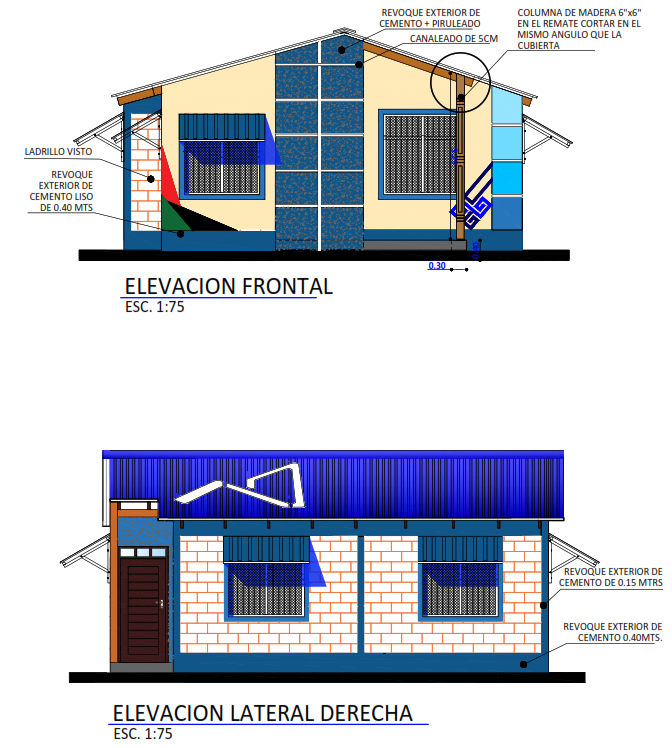 REVOQUE EXTERIOR DE
CEMENTO + PIRULEADO
CANALEADO DE 5CM
COLUMNA DE MADERA 6"x6"
EN EL REMATE CORTAR EN EL
MISMO ANGULO QUE LA
CUBIERTA
LADRILLO VISTO
REVOQUE
EXTERIOR DE
CEMENTO LISO
DE 0.40 MTS.
0.30
ELEVACION FRONTAL
ESC. 1:75
REVOQUE EXTERIOR DE
CEMENTO DE 0.15 MTRS
REVOQUE EXTERIOR DE
CEMENTO 0.40MTS.
ELEVACION LATERAL DERECHA
ESC. 1:75